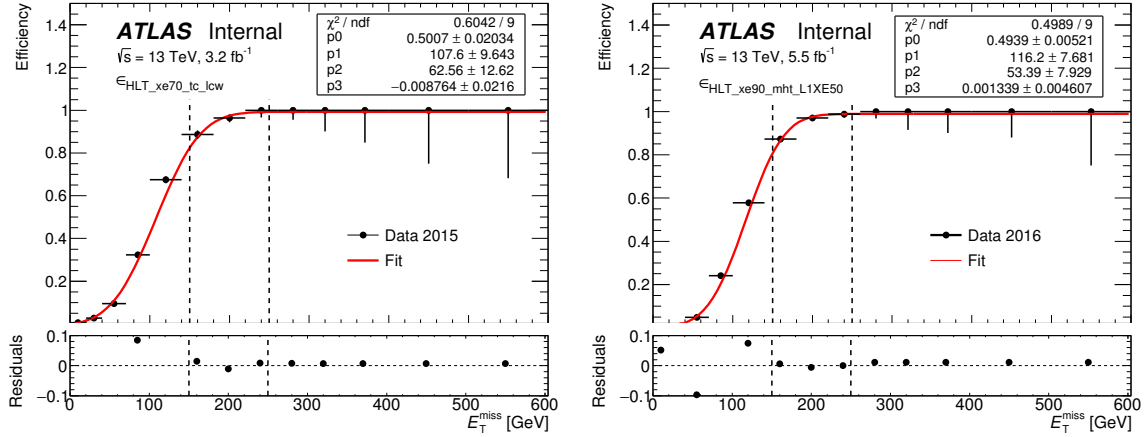 Efficiency
1.4
1.2
1
0.8
0.6
0.4
0.2
ATLAS Internal
√s = 13 TeV, 3.2 fb⁻¹
∈HLT_xe70_tc_lcw
χ² / ndf 0.6042 / 9
p0 0.5007 ± 0.02034
p1 107.6 ± 9.643
p2 62.56 ± 12.62
p3 −0.008764 ± 0.0216
Data 2015
Fit
Residuals
0.1
0
−0.1
0 100 200 300 400 500 600
E_T^miss [GeV]
Efficiency
1.4
1.2
1
0.8
0.6
0.4
0.2
ATLAS Internal
√s = 13 TeV, 5.5 fb⁻¹
∈HLT_xe90_mht_L1XE50
χ² / ndf 0.4989 / 9
p0 0.4939 ± 0.00521
p1 116.2 ± 7.681
p2 53.39 ± 7.929
p3 0.001339 ± 0.004607
Data 2016
Fit
Residuals
0.1
0
−0.1
0 100 200 300 400 500 600
E_T^miss [GeV]